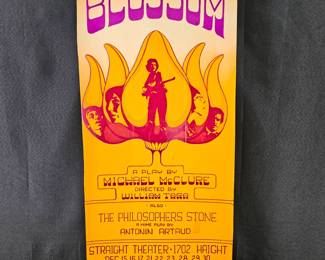 BLOSSOM
A PLAY BY
MICHAEL McCLURE
DIRECTED BY
WILLIAM TARA
ALSO
THE PHILOSOPHERS STONE
A MIME PLAY BY
ANTONIN ARTAUD
STRAIGHT THEATER • 1702 HAIGHT
DEC 15 16 17 21 22 23 28 29 30